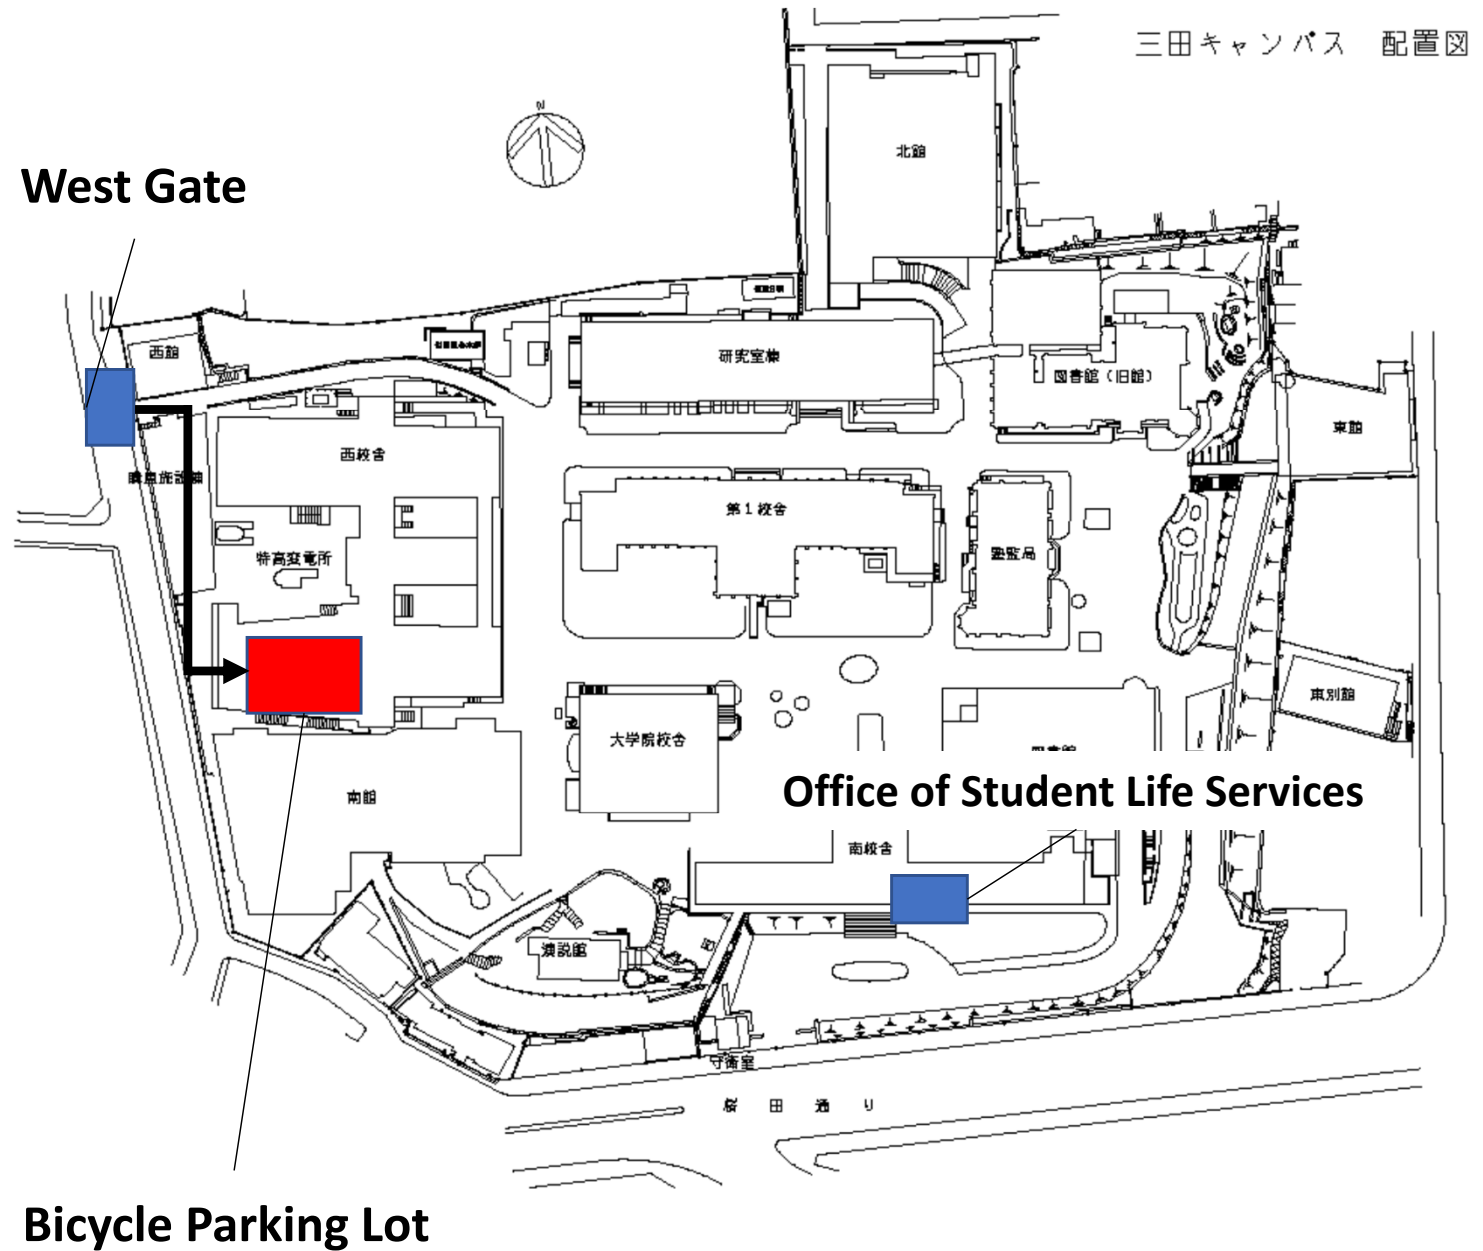 三田キャンパス 配置図
N
北館
West Gate
研究室棟
西館
図書館(旧館)
東館
西校舎
第1校舎
特高変電所
塾監局
東別館
大学院校舎
南館
Office of Student Life Services
南校舎
演説館
守衛室
桜田通り
Bicycle Parking Lot